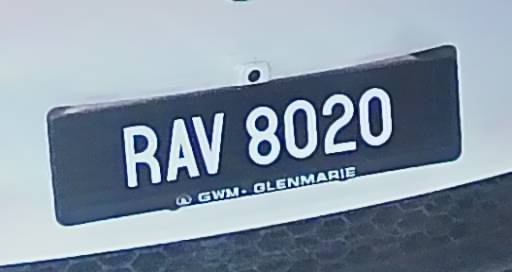 RAV 8020
GWM - GLENMARIE